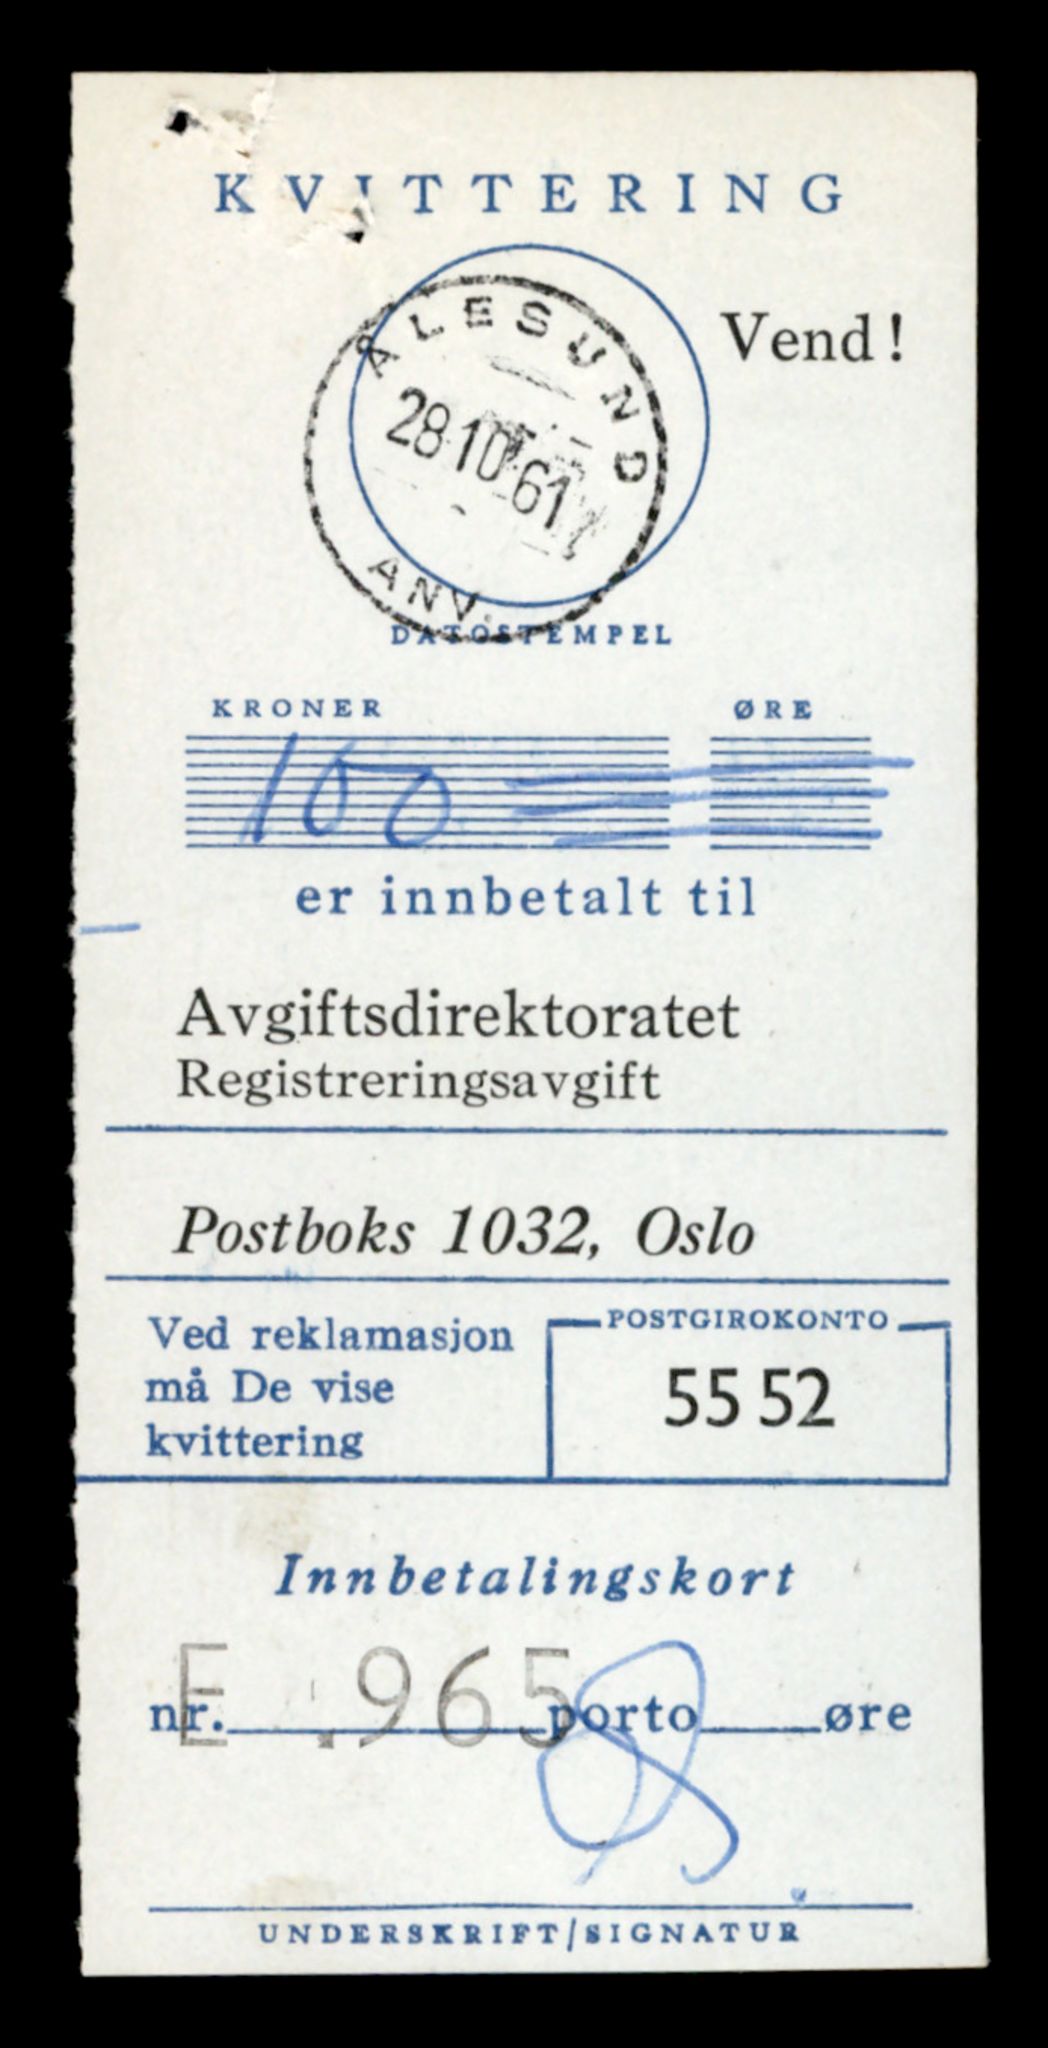 KVITTERING
Vend!
ÅLESUND
28.10.61
ANV.
DATOSTEMPEL
KRONER ØRE
100
er innbetalt til
Avgiftsdirektoratet
Registreringsavgift
Postboks 1032, Oslo
Ved reklamasjon
må De vise
kvittering
POSTGIROKONTO
55 52
Innbetalingskort
E .965
nr. porto øre
UNDERSKRIFT/SIGNATUR